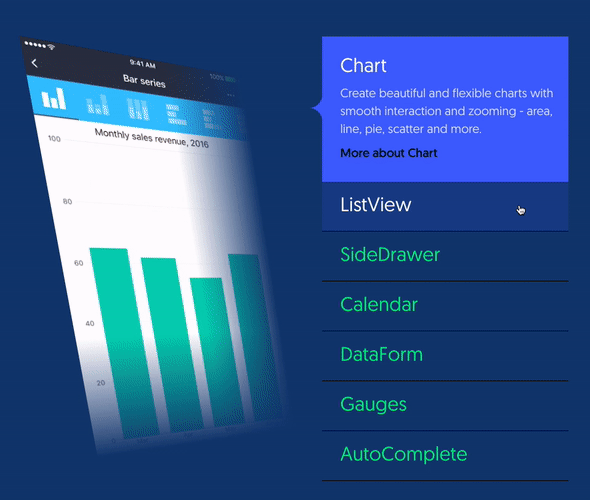 9:41 AM
100%
Bar series
Monthly sales revenue, 2016
100
80
60
40
20
Chart
Create beautiful and flexible charts with
smooth interaction and zooming - area,
line, pie, scatter and more.
More about Chart
ListView
SideDrawer
Calendar
DataForm
Gauges
AutoComplete